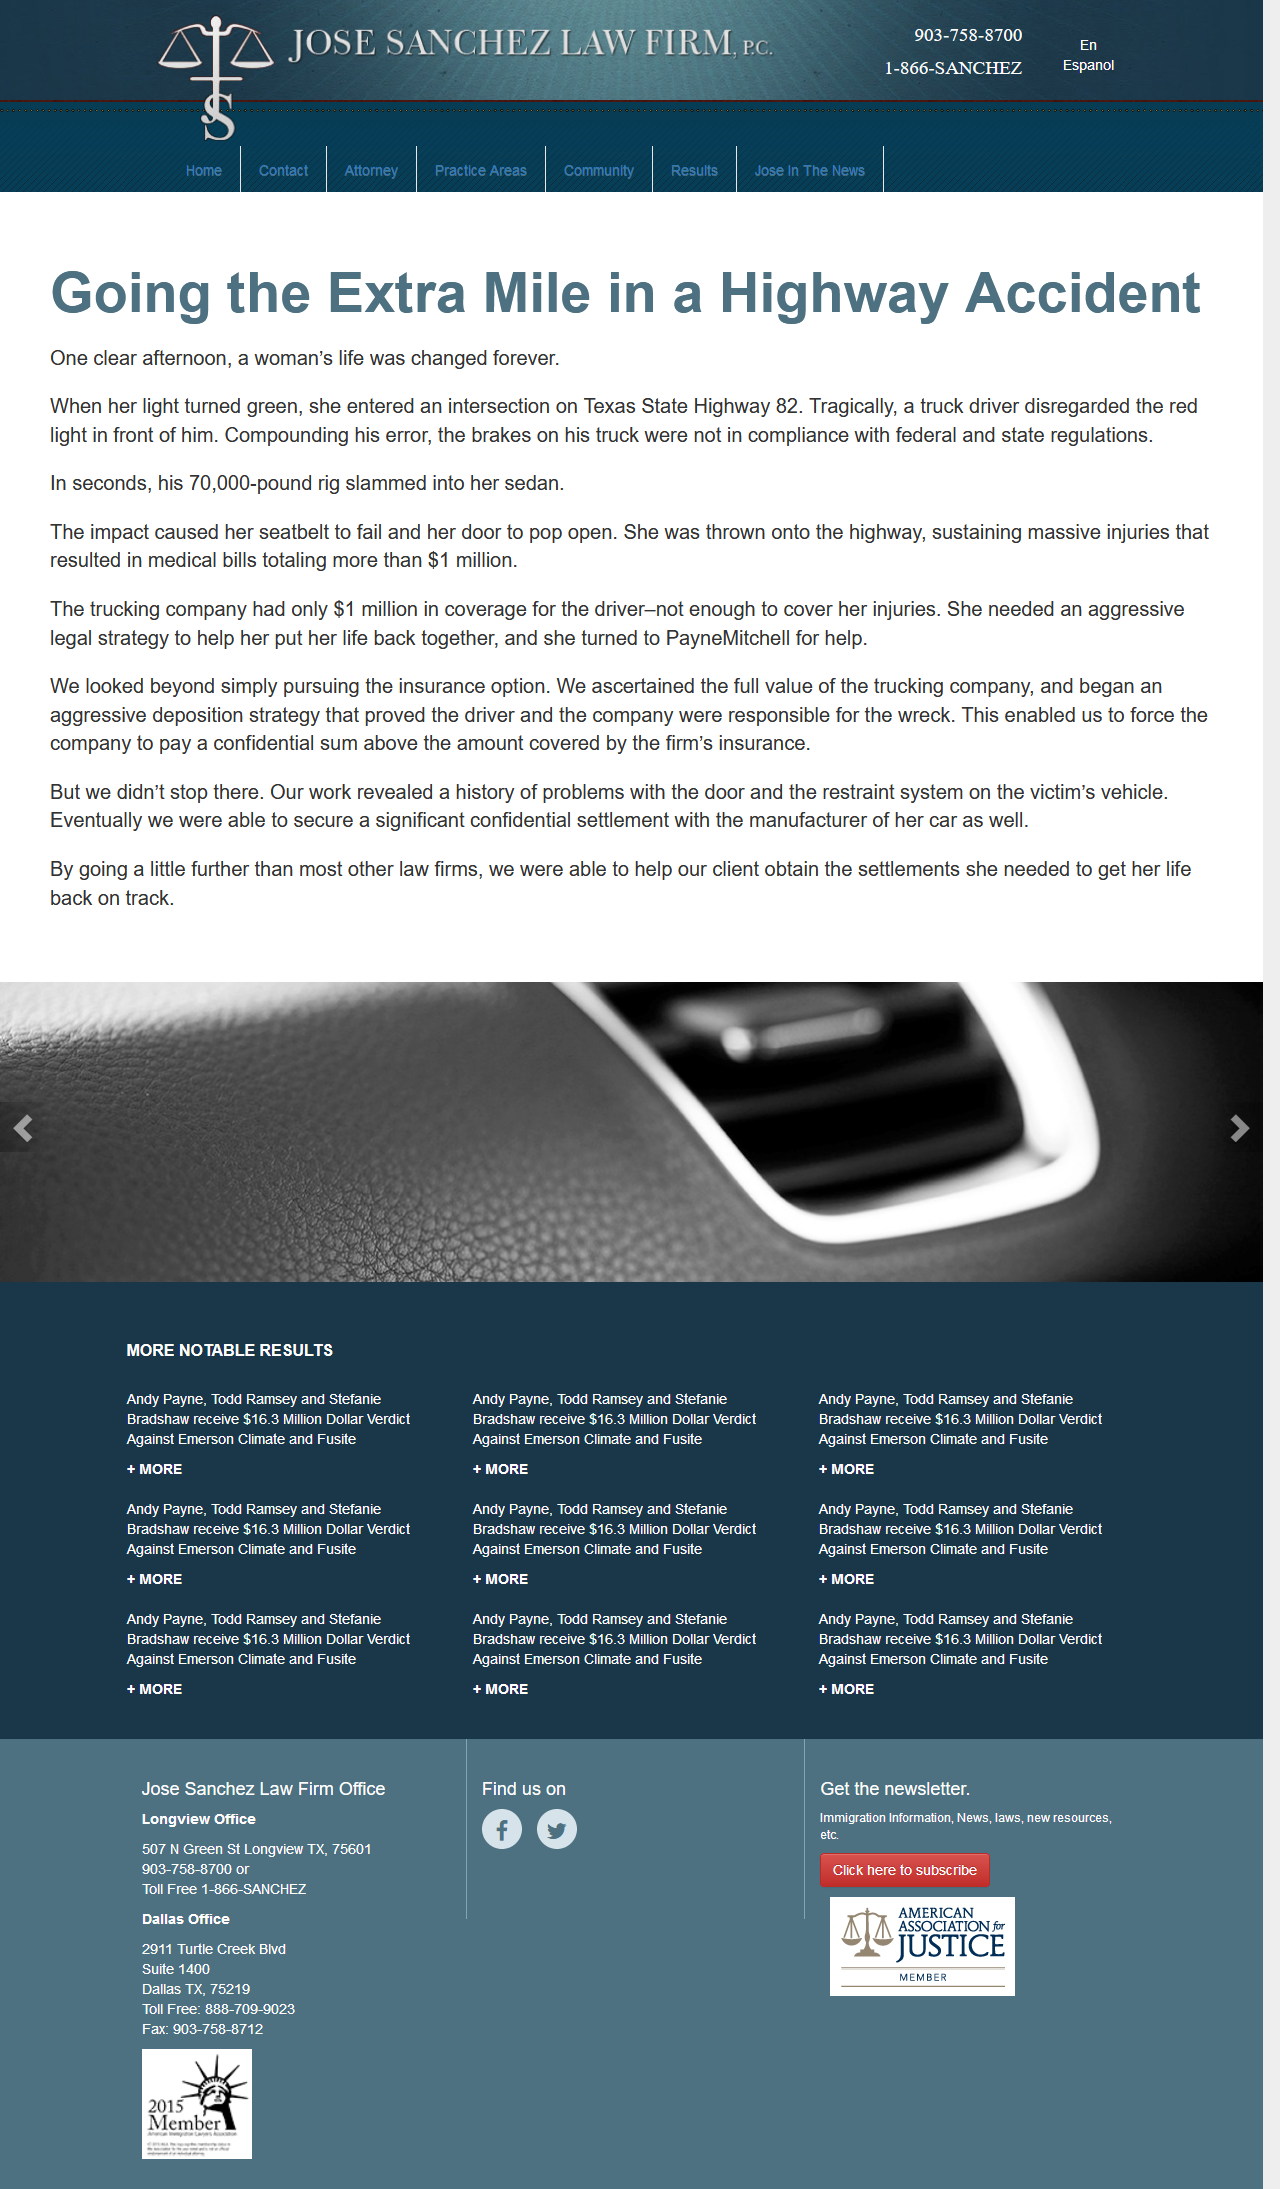 JOSE SANCHEZ LAW FIRM, P.C.
903-758-8700
1-866-SANCHEZ
En
Espanol
S
Home
Contact
Attorney
Practice Areas
Community
Results
Jose In The News
Going the Extra Mile in a Highway Accident
One clear afternoon, a woman’s life was changed forever.
When her light turned green, she entered an intersection on Texas State Highway 82. Tragically, a truck driver disregarded the red
light in front of him. Compounding his error, the brakes on his truck were not in compliance with federal and state regulations.
In seconds, his 70,000-pound rig slammed into her sedan.
The impact caused her seatbelt to fail and her door to pop open. She was thrown onto the highway, sustaining massive injuries that
resulted in medical bills totaling more than $1 million.
The trucking company had only $1 million in coverage for the driver–not enough to cover her injuries. She needed an aggressive
legal strategy to help her put her life back together, and she turned to PayneMitchell for help.
We looked beyond simply pursuing the insurance option. We ascertained the full value of the trucking company, and began an
aggressive deposition strategy that proved the driver and the company were responsible for the wreck. This enabled us to force the
company to pay a confidential sum above the amount covered by the firm’s insurance.
But we didn’t stop there. Our work revealed a history of problems with the door and the restraint system on the victim’s vehicle.
Eventually we were able to secure a significant confidential settlement with the manufacturer of her car as well.
By going a little further than most other law firms, we were able to help our client obtain the settlements she needed to get her life
back on track.
MORE NOTABLE RESULTS
Andy Payne, Todd Ramsey and Stefanie
Bradshaw receive $16.3 Million Dollar Verdict
Against Emerson Climate and Fusite
+ MORE
Andy Payne, Todd Ramsey and Stefanie
Bradshaw receive $16.3 Million Dollar Verdict
Against Emerson Climate and Fusite
+ MORE
Andy Payne, Todd Ramsey and Stefanie
Bradshaw receive $16.3 Million Dollar Verdict
Against Emerson Climate and Fusite
+ MORE
Andy Payne, Todd Ramsey and Stefanie
Bradshaw receive $16.3 Million Dollar Verdict
Against Emerson Climate and Fusite
+ MORE
Andy Payne, Todd Ramsey and Stefanie
Bradshaw receive $16.3 Million Dollar Verdict
Against Emerson Climate and Fusite
+ MORE
Andy Payne, Todd Ramsey and Stefanie
Bradshaw receive $16.3 Million Dollar Verdict
Against Emerson Climate and Fusite
+ MORE
Andy Payne, Todd Ramsey and Stefanie
Bradshaw receive $16.3 Million Dollar Verdict
Against Emerson Climate and Fusite
+ MORE
Andy Payne, Todd Ramsey and Stefanie
Bradshaw receive $16.3 Million Dollar Verdict
Against Emerson Climate and Fusite
+ MORE
Andy Payne, Todd Ramsey and Stefanie
Bradshaw receive $16.3 Million Dollar Verdict
Against Emerson Climate and Fusite
+ MORE
Jose Sanchez Law Firm Office
Longview Office
507 N Green St Longview TX, 75601
903-758-8700 or
Toll Free 1-866-SANCHEZ
Dallas Office
2911 Turtle Creek Blvd
Suite 1400
Dallas TX, 75219
Toll Free: 888-709-9023
Fax: 903-758-8712
2015
Member
American Immigration Lawyers Association
Find us on
Get the newsletter.
Immigration Information, News, laws, new resources,
etc.
Click here to subscribe
AMERICAN
ASSOCIATION for
JUSTICE
MEMBER